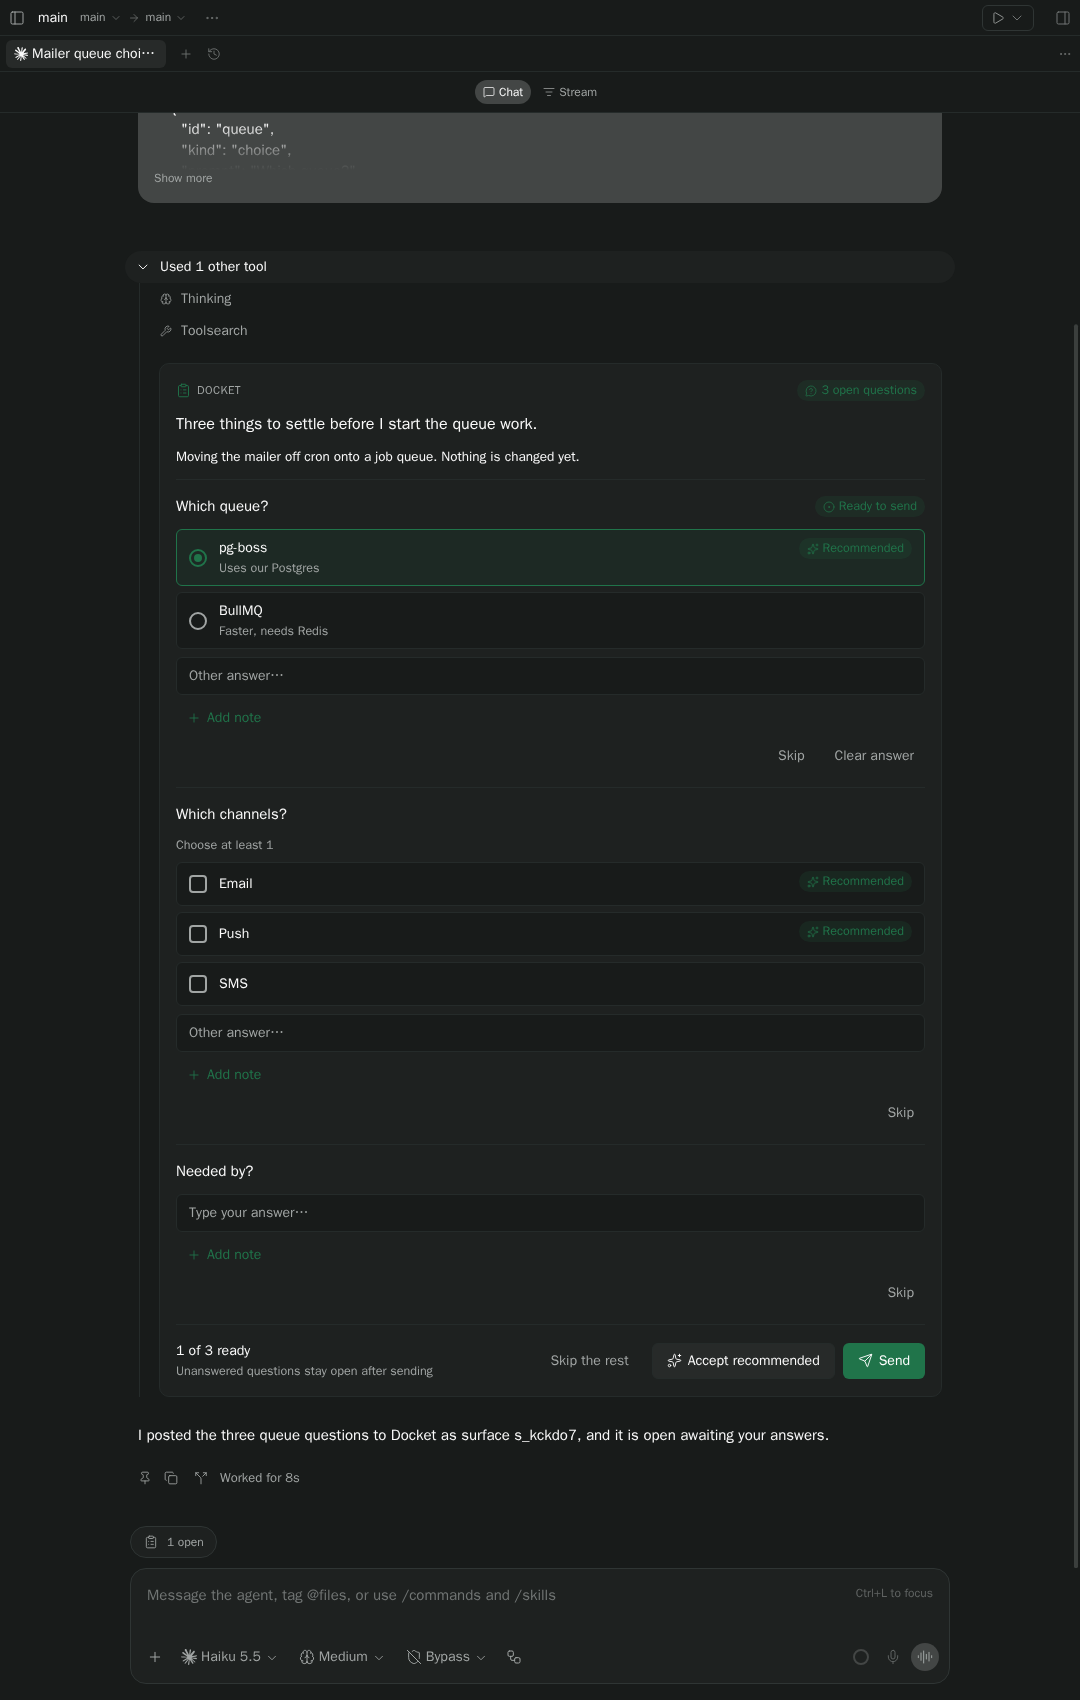 main main main
Mailer queue choi···
Chat Stream
"id": "queue",
"kind": "choice",
Show more
Used 1 other tool
Thinking
Toolsearch
DOCKET 3 open questions
Three things to settle before I start the queue work.
Moving the mailer off cron onto a job queue. Nothing is changed yet.
Which queue? Ready to send
pg-boss Recommended
Uses our Postgres
BullMQ
Faster, needs Redis
Other answer···
Add note
Skip Clear answer
Which channels?
Choose at least 1
Email Recommended
Push Recommended
SMS
Other answer···
Add note
Skip
Needed by?
Type your answer···
Add note
Skip
1 of 3 ready
Unanswered questions stay open after sending
Skip the rest Accept recommended Send
I posted the three queue questions to Docket as surface s_kckdo7, and it is open awaiting your answers.
Worked for 8s
1 open
Message the agent, tag @files, or use /commands and /skills Ctrl+L to focus
Haiku 5.5 Medium Bypass